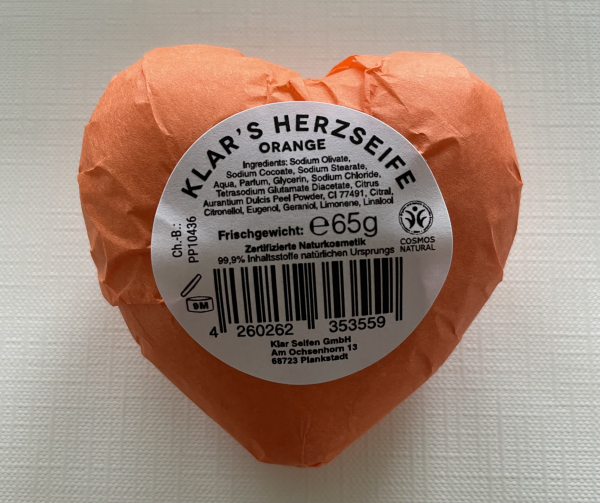 KLAR'S HERZSEIFE
ORANGE
Ingredients: Sodium Olivate,
Sodium Cocoate, Sodium Stearate,
Aqua, Parfum, Glycerin, Sodium Chloride,
Tetrasodium Glutamate Diacetate, Citrus
Aurantium Dulcis Peel Powder, CI 77491, Citral,
Citronellol, Eugenol, Geraniol, Limonene, Linalool
Ch.-B.:
PP10436
Frischgewicht: ℮65g
Zertifizierte Naturkosmetik
99,9% Inhaltsstoffe natürlichen Ursprungs
COSMOS
NATURAL
9M
4 260262 353559
Klar Seifen GmbH
Am Ochsenhorn 13
68723 Plankstadt